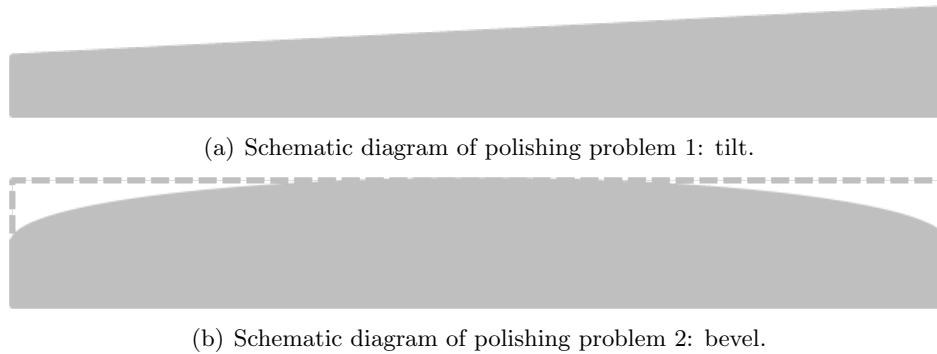 (a) Schematic diagram of polishing problem 1: tilt.
(b) Schematic diagram of polishing problem 2: bevel.